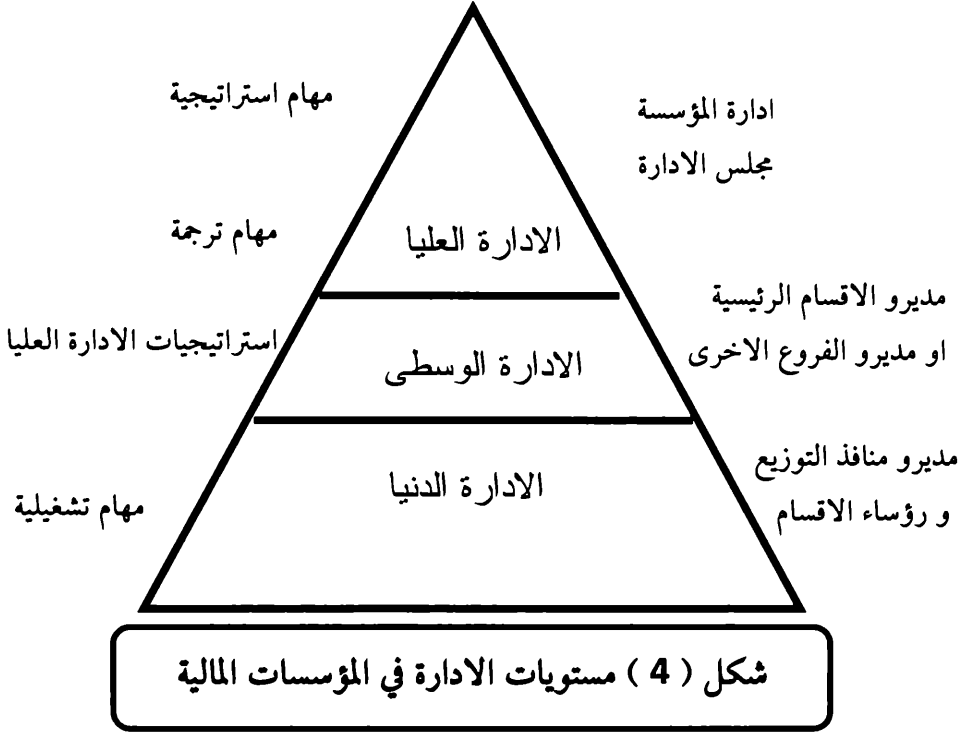 مهام استراتيجية
ادارة المؤسسة
مجلس الادارة
مهام ترجمة
الادارة العليا
مديرو الاقسام الرئيسية
استراتيجيات الادارة العليا
او مديرو الفروع الاخرى
الادارة الوسطى
مديرو منافذ التوزيع
الادارة الدنيا
مهام تشغيلية
و رؤساء الاقسام
شكل ( 4 ) مستويات الادارة في المؤسسات المالية